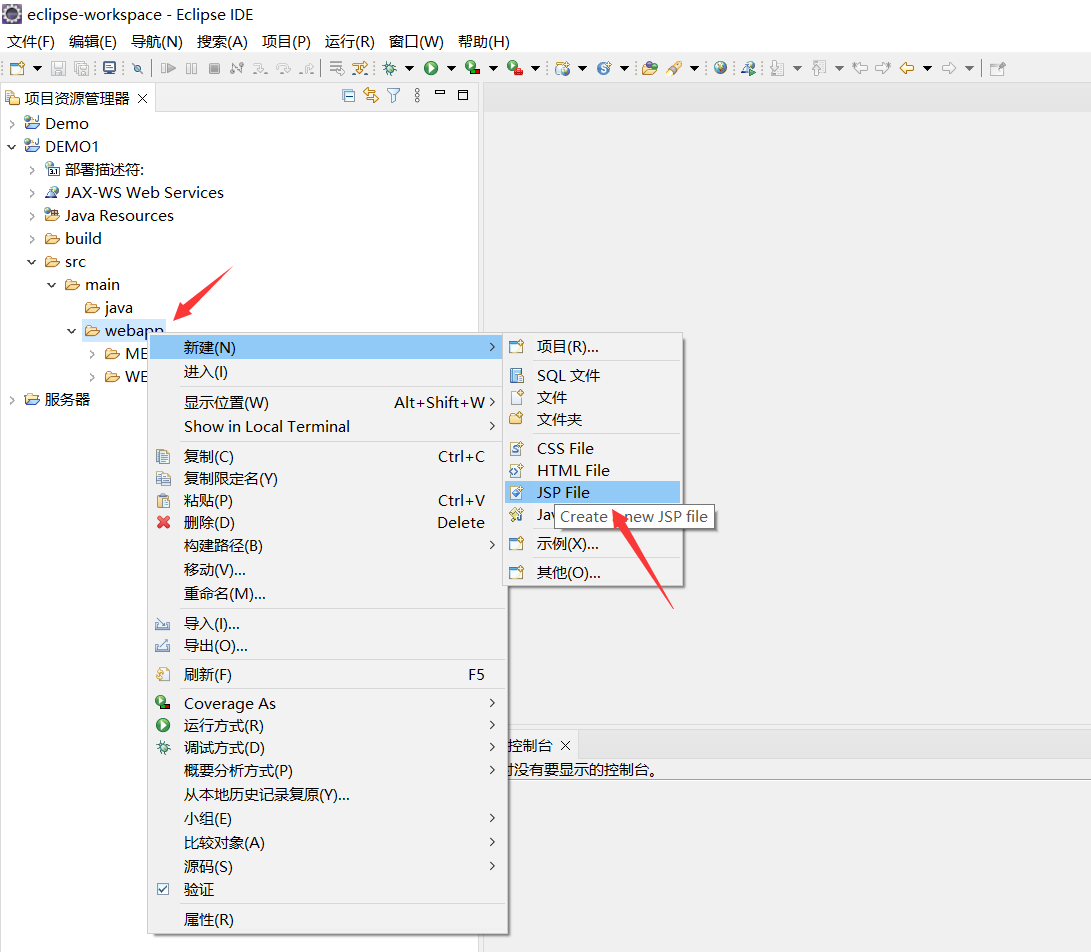 eclipse-workspace - Eclipse IDE
文件(F) 编辑(E) 导航(N) 搜索(A) 项目(P) 运行(R) 窗口(W) 帮助(H)
项目资源管理器
Demo
DEMO1
部署描述符:
JAX-WS Web Services
Java Resources
build
src
main
java
webapp
ME
WE
服务器
新建(N)
进入(I)
显示位置(W) Alt+Shift+W
Show in Local Terminal
复制(C) Ctrl+C
复制限定名(Y)
粘贴(P) Ctrl+V
删除(D) Delete
构建路径(B)
移动(V)...
重命名(M)...
导入(I)...
导出(O)...
刷新(F) F5
Coverage As
运行方式(R)
调试方式(D)
概要分析方式(P)
从本地历史记录复原(Y)...
小组(E)
比较对象(A)
源码(S)
验证
属性(R)
项目(R)...
SQL 文件
文件
文件夹
CSS File
HTML File
JSP File
Jav
Create new JSP file
示例(X)...
其他(O)...
控制台
没有要显示的控制台。